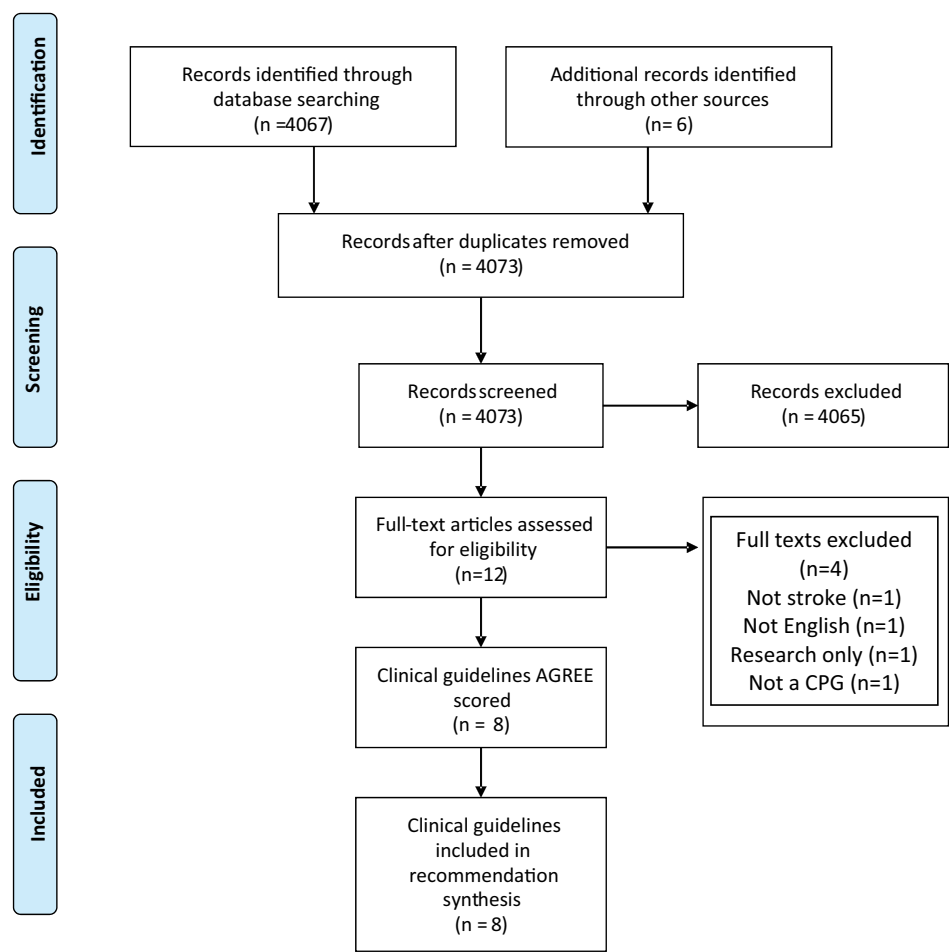 Identification
Records identified through
database searching
(n =4067)
Additional records identified
through other sources
(n= 6)
Records after duplicates removed
(n = 4073)
Screening
Records screened
(n = 4073)
Records excluded
(n = 4065)
Eligibility
Full-text articles assessed
for eligibility
(n=12)
Full texts excluded
(n=4)
Not stroke (n=1)
Not English (n=1)
Research only (n=1)
Not a CPG (n=1)
Clinical guidelines AGREE
scored
(n = 8)
Included
Clinical guidelines
included in
recommendation
synthesis
(n = 8)